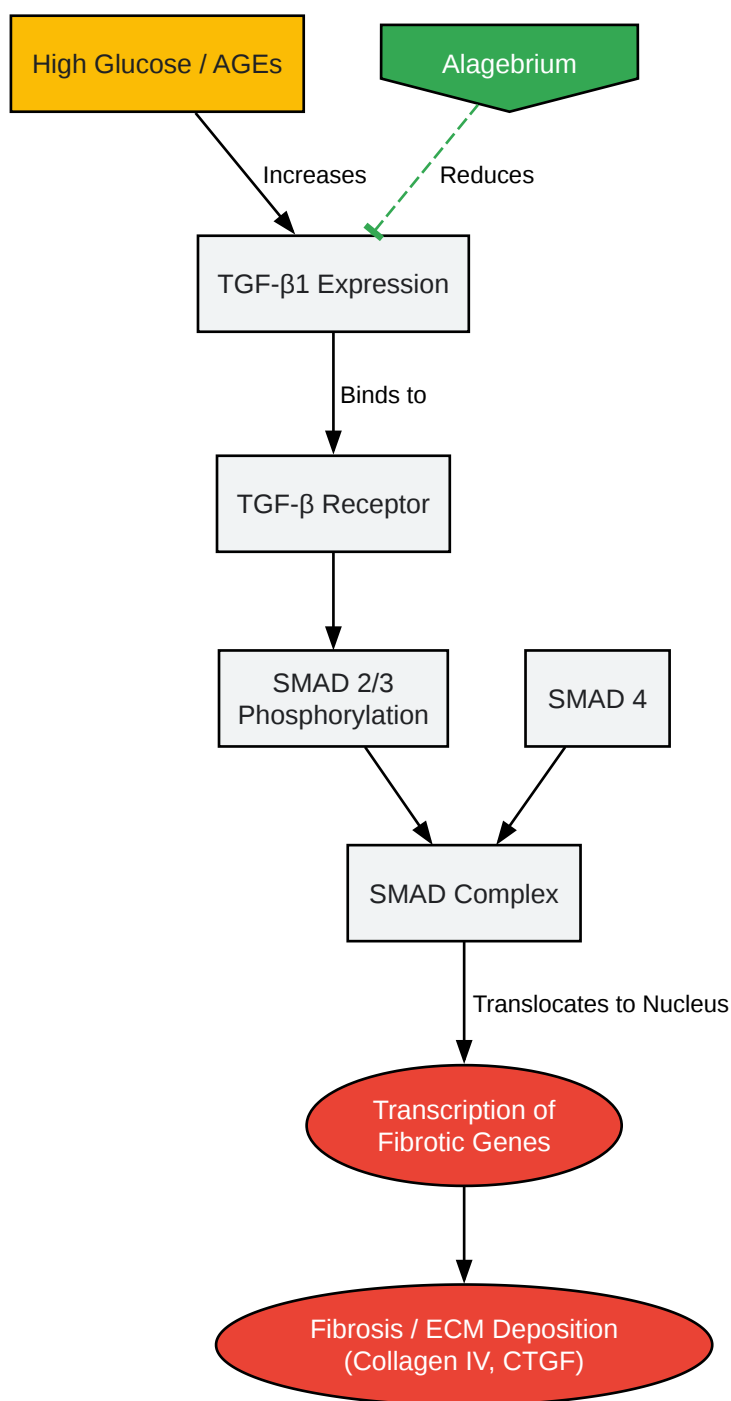 High Glucose / AGEs
Alagebrium
Increases
Reduces
TGF-β1 Expression
Binds to
TGF-β Receptor
SMAD 2/3
Phosphorylation
SMAD 4
SMAD Complex
Translocates to Nucleus
Transcription of
Fibrotic Genes
Fibrosis / ECM Deposition
(Collagen IV, CTGF)